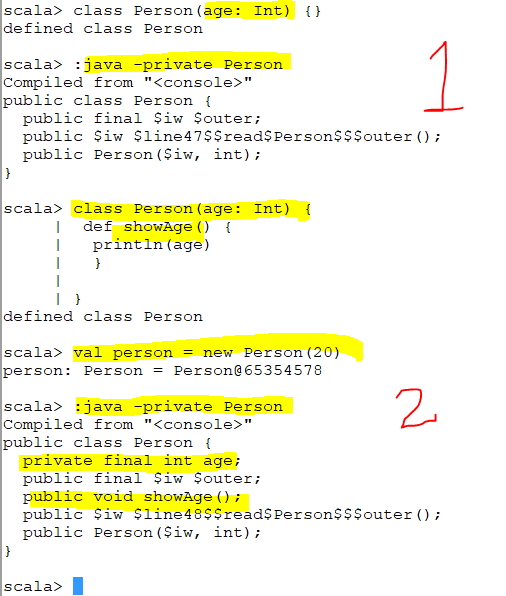 scala> class Person(age: Int) {}
defined class Person
scala> :java -private Person
Compiled from "<console>"
public class Person {
  public final $iw $outer;
  public $iw $line47$$read$Person$$$outer();
  public Person($iw, int);
}
1
scala> class Person(age: Int) {
     |  def showAge() {
     |   println(age)
     |   }
     |
     | }
defined class Person
scala> val person = new Person(20)
person: Person = Person@65354578
scala> :java -private Person
2
Compiled from "<console>"
public class Person {
  private final int age;
  public final $iw $outer;
  public void showAge();
  public $iw $line48$$read$Person$$$outer();
  public Person($iw, int);
}
scala>